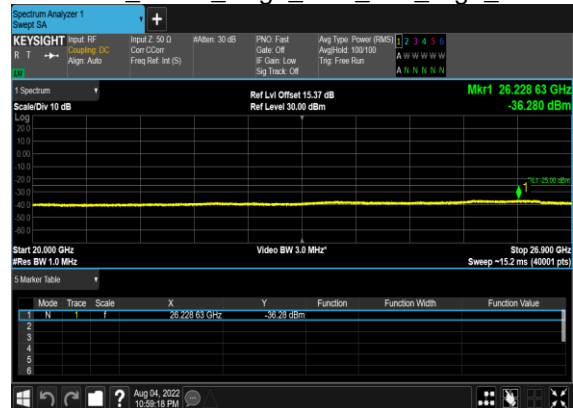 Spectrum Analyzer 1
Swept SA
+
KEYSIGHT
R T
LXI
Input: RF
Coupling: DC
Align: Auto
Input Z: 50 Ω
Corr CCorr
Freq Ref: Int (S)
#Atten: 30 dB
PNO: Fast
Gate: Off
IF Gain: Low
Sig Track: Off
Avg Type: Power (RMS)
Avg|Hold: 100/100
Trig: Free Run
1 2 3 4 5 6
A W W W W W
A N N N N N
1 Spectrum
Scale/Div 10 dB
Ref Lvl Offset 15.37 dB
Ref Level 30.00 dBm
Mkr1 26.228 63 GHz
-36.280 dBm
Log
20.0
10.0
0.00
-10.0
-20.0
-30.0
-40.0
-50.0
-60.0
1
Start 20.000 GHz
#Res BW 1.0 MHz
Video BW 3.0 MHz*
Stop 26.900 GHz
Sweep ~15.2 ms (40001 pts)
5 Marker Table
Mode Trace Scale X Y Function Function Width Function Value
1 N 1 f 26.228 63 GHz -36.28 dBm
2
3
4
5
6
?
Aug 04, 2022
10:59:18 PM